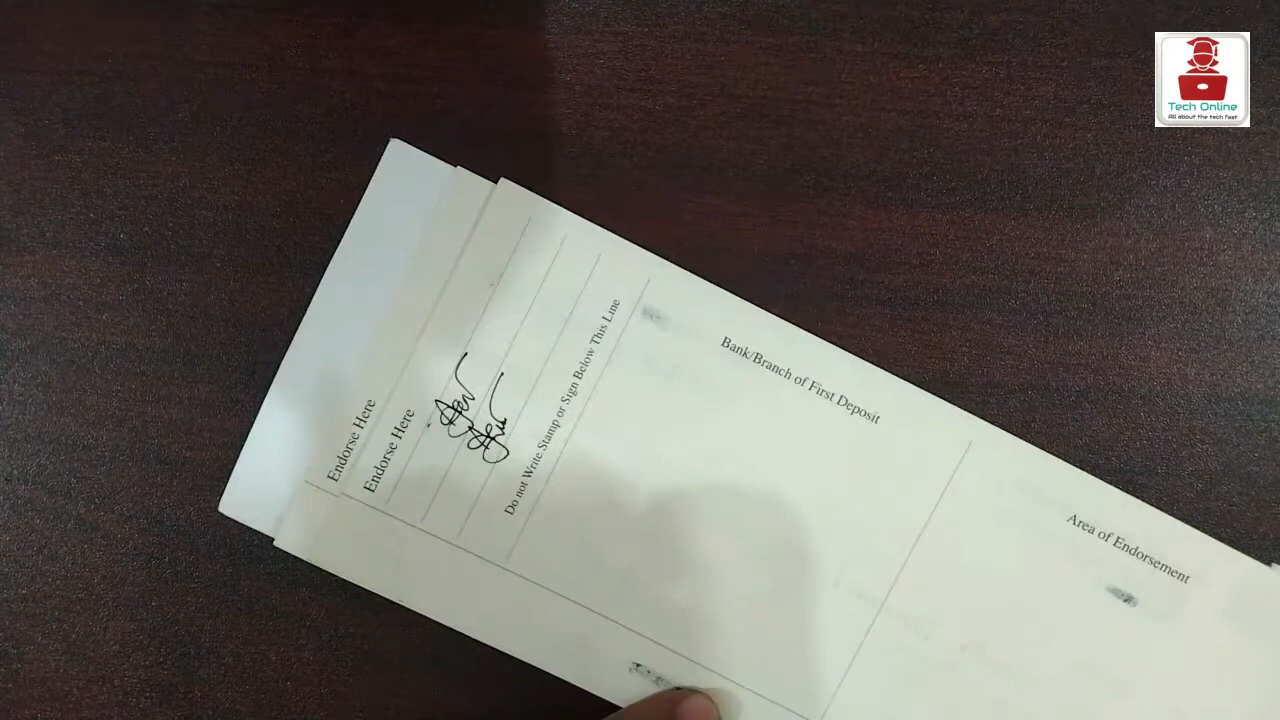 Tech Online
All about the tech fast
Endorse Here
Endorse Here
Do not Write Stamp or Sign Below This Line
Bank/Branch of First Deposit
Area of Endorsement